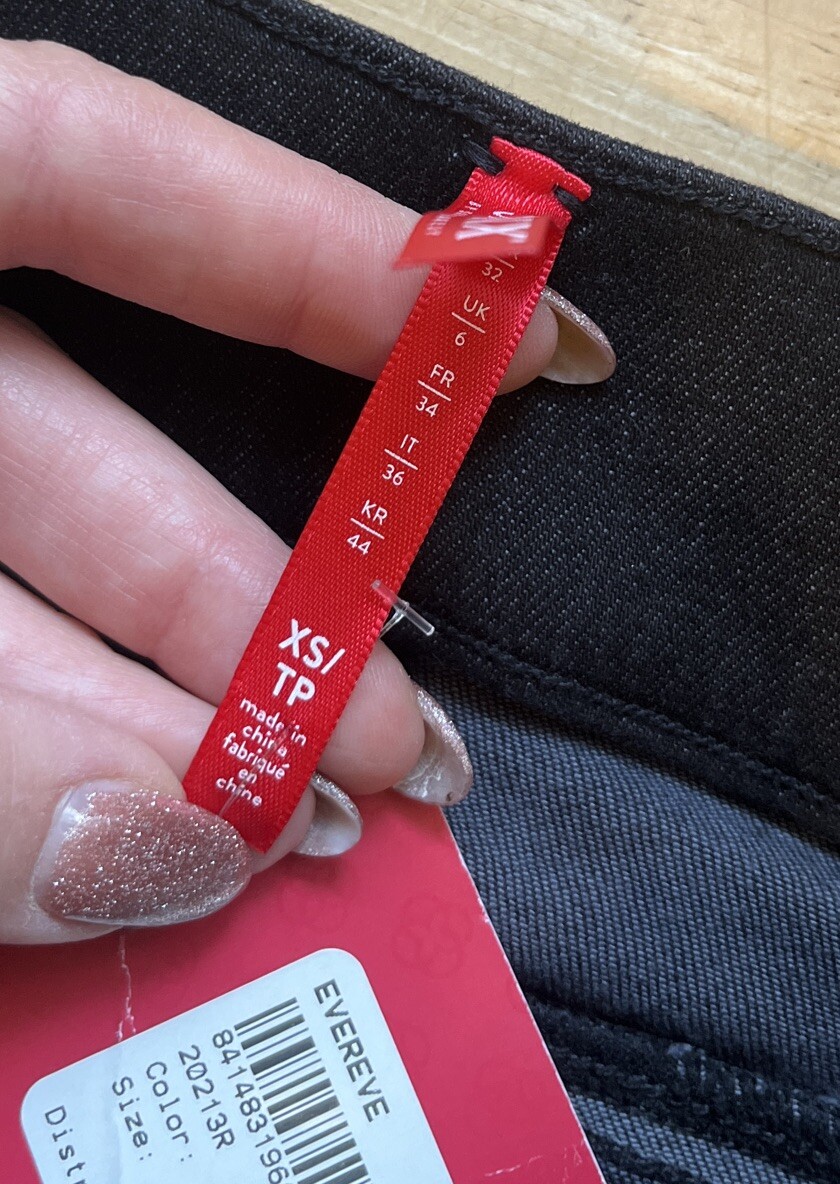 32
UK
6
FR
34
IT
36
KR
44
XS/
TP
made in
china
fabriqué
en
chine
EVEREVE
841483196
20213R
Color:
Size: